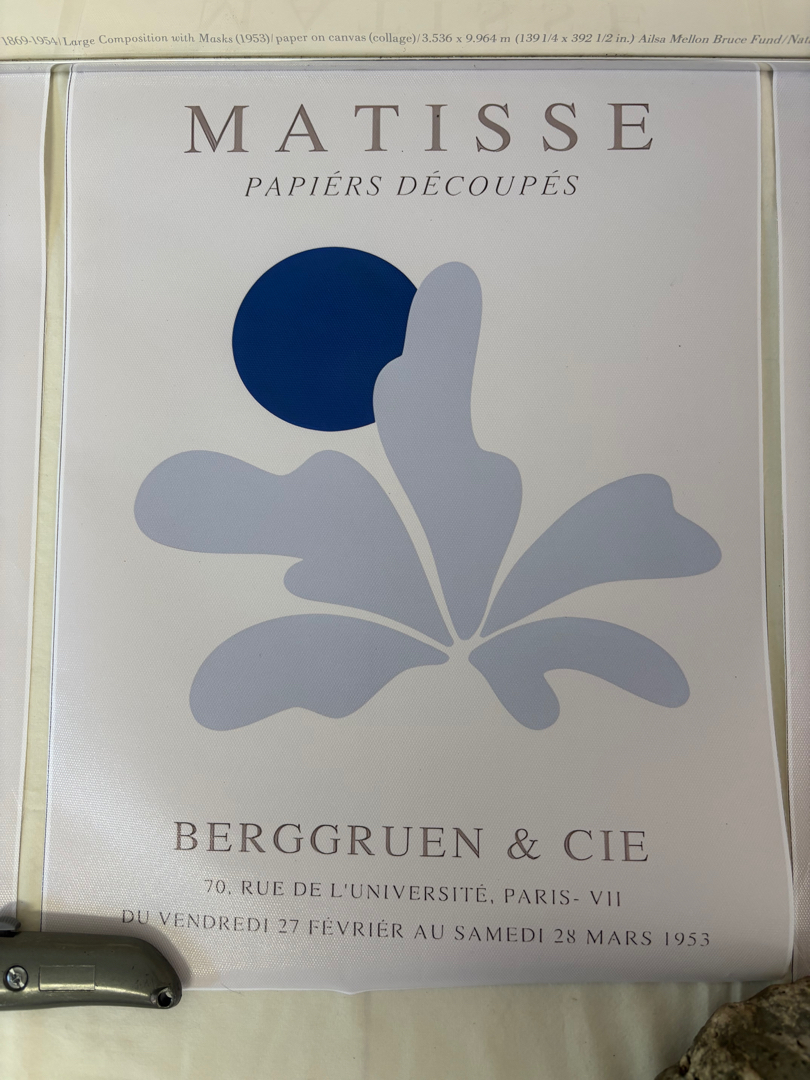 1869-1954) Large Composition with Masks (1953)/ paper on canvas (collage)/ 3.536 x 9.964 m (139 1/4 x 392 1/2 in.) Ailsa Mellon Bruce Fund/
MATISSE
PAPIÉRS DÉCOUPÉS
BERGGRUEN & CIE
70, RUE DE L'UNIVERSITÉ, PARIS- VII
DU VENDREDI 27 FÉVRIÉR AU SAMEDI 28 MARS 1953